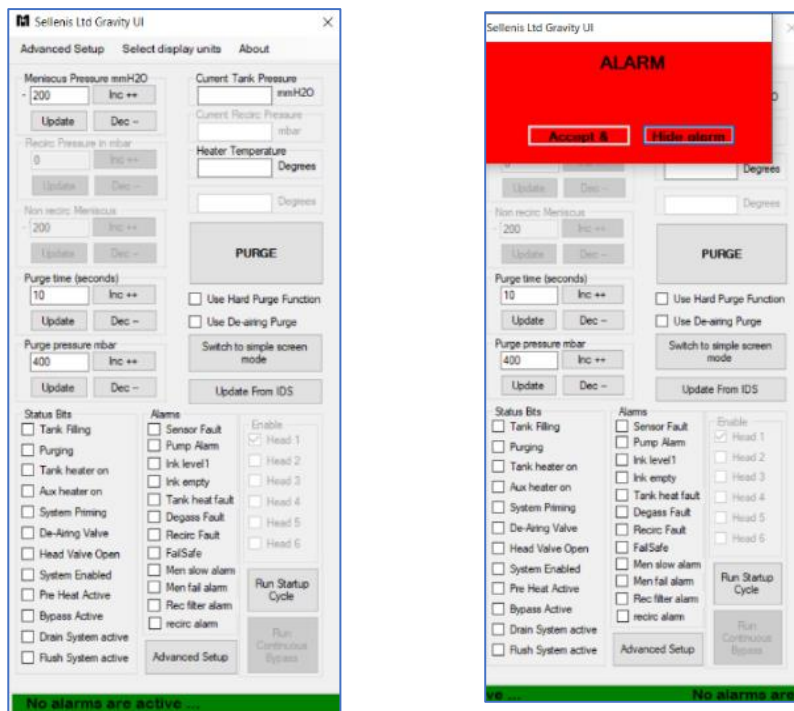 Sellenis Ltd Gravity UI
Advanced Setup Select display units About
Meniscus Pressure mmH2O
- 200 Inc ++
Update Dec --
Recirc Pressure in mbar
0 Inc ++
Update Dec --
Non recirc Meniscus
- 200 Inc ++
Update Dec --
Purge time (seconds)
10 Inc ++
Update Dec --
Purge pressure mbar
400 Inc ++
Update Dec --
Current Tank Pressure
mmH2O
Current Recirc Pressure
mbar
Heater Temperature
Degrees
Degrees
PURGE
Use Hard Purge Function
Use De-airing Purge
Switch to simple screen
mode
Update From IDS
Status Bits
Tank Filling
Purging
Tank heater on
Aux heater on
System Priming
De-Airing Valve
Head Valve Open
System Enabled
Pre Heat Active
Bypass Active
Drain System active
Flush System active
Alarms
Sensor Fault
Pump Alarm
Ink level1
Ink empty
Tank heat fault
Degass Fault
Recirc Fault
FailSafe
Men slow alarm
Men fail alarm
Rec filter alarm
recirc alarm
Advanced Setup
Enable
Head 1
Head 2
Head 3
Head 4
Head 5
Head 6
Run Startup
Cycle
Run
Continuous
Bypass
No alarms are active ...
Sellenis Ltd Gravity UI
ALARM
Accept & Hide alarm
0 Inc ++
Update Dec --
Non recirc Meniscus
- 200 Inc ++
Update Dec --
Purge time (seconds)
10 Inc ++
Update Dec --
Purge pressure mbar
400 Inc ++
Update Dec --
Degrees
Degrees
PURGE
Use Hard Purge Function
Use De-airing Purge
Switch to simple screen
mode
Update From IDS
Status Bits
Tank Filling
Purging
Tank heater on
Aux heater on
System Priming
De-Airing Valve
Head Valve Open
System Enabled
Pre Heat Active
Bypass Active
Drain System active
Flush System active
Alarms
Sensor Fault
Pump Alarm
Ink level1
Ink empty
Tank heat fault
Degass Fault
Recirc Fault
FailSafe
Men slow alarm
Men fail alarm
Rec filter alarm
recirc alarm
Advanced Setup
Enable
Head 1
Head 2
Head 3
Head 4
Head 5
Head 6
Run Startup
Cycle
Run
Continuous
Bypass
ve ... No alarms are